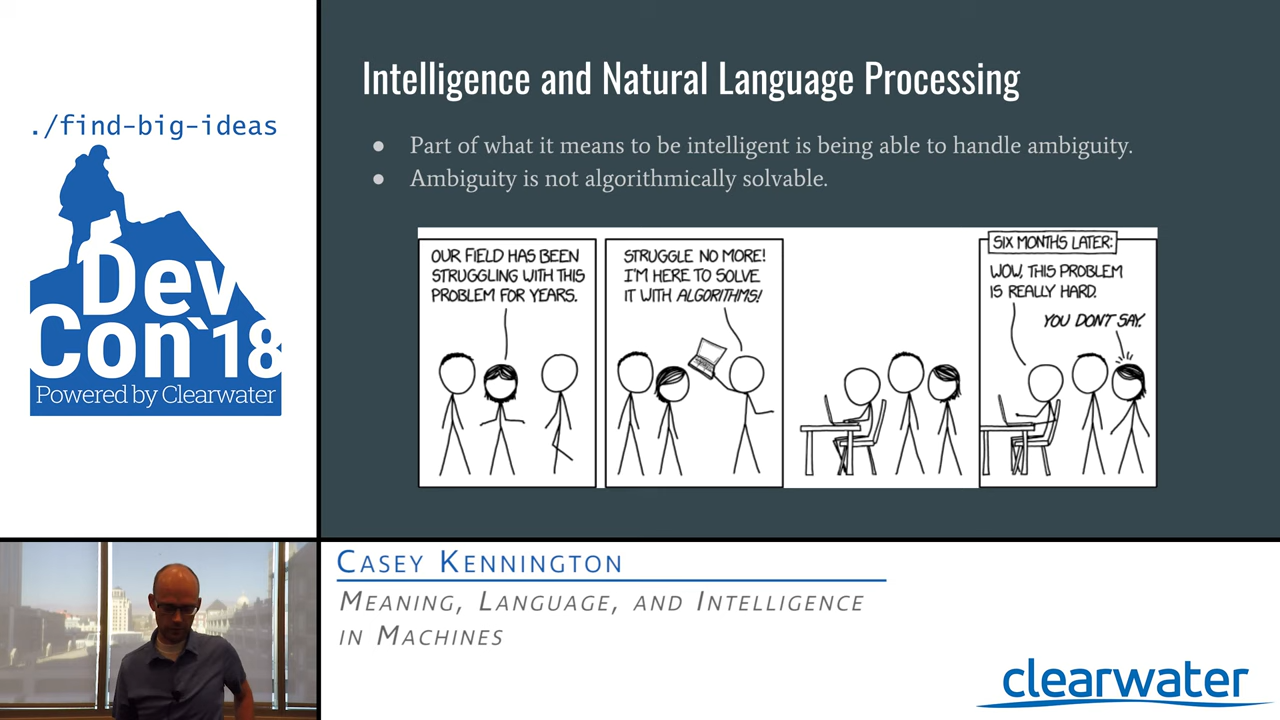 ./find-big-ideas
Dev
Con`18
Powered by Clearwater
Intelligence and Natural Language Processing
● Part of what it means to be intelligent is being able to handle ambiguity.
● Ambiguity is not algorithmically solvable.
OUR FIELD HAS BEEN
STRUGGLING WITH THIS
PROBLEM FOR YEARS.
STRUGGLE NO MORE!
I'M HERE TO SOLVE
IT WITH ALGORITHMS!
SIX MONTHS LATER:
WOW, THIS PROBLEM
IS REALLY HARD.
YOU DON'T SAY.
CASEY KENNINGTON
MEANING, LANGUAGE, AND INTELLIGENCE
IN MACHINES
clearwater